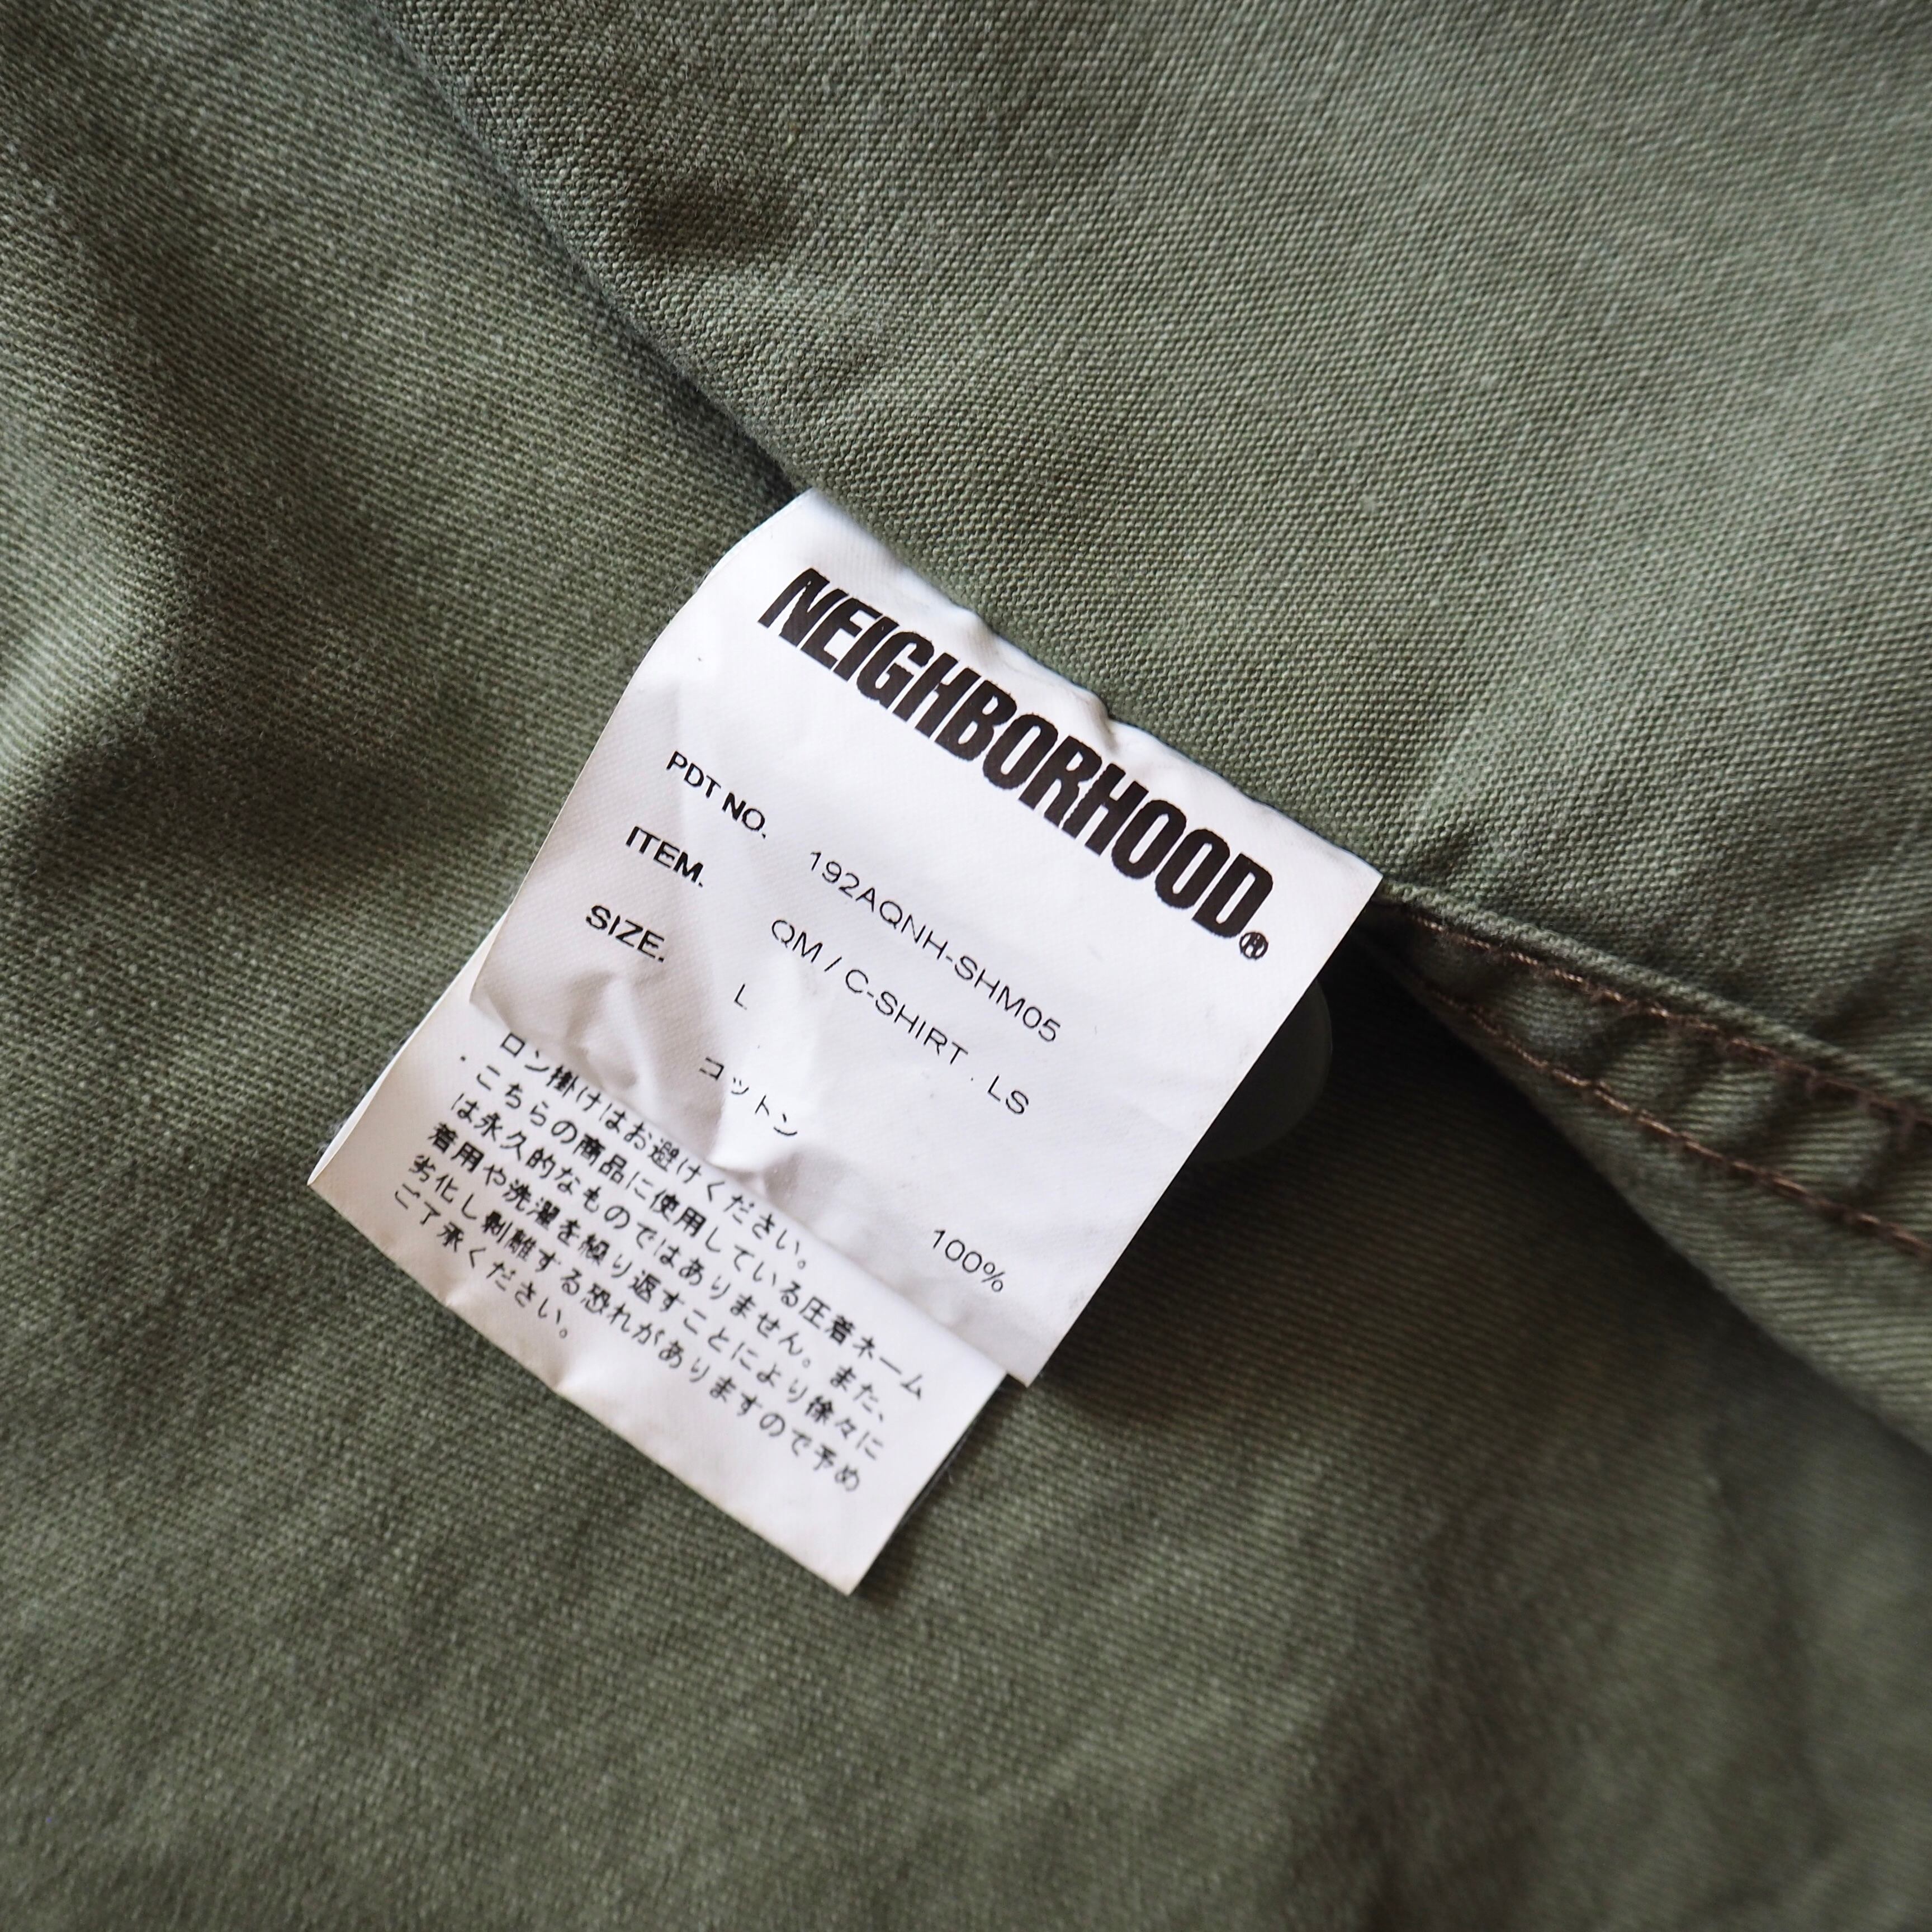 NEIGHBORHOOD®
PDT NO. 192AQNH-SHM05
ITEM. QM / C-SHIRT . LS
SIZE. L
コットン 100%
ロン掛けはお避けください。
・こちらの商品に使用している圧着ネーム
は永久的なものではありません。また、
着用や洗濯を繰り返すことにより徐々に
劣化し剥離する恐れがありますので予め
ご了承ください。